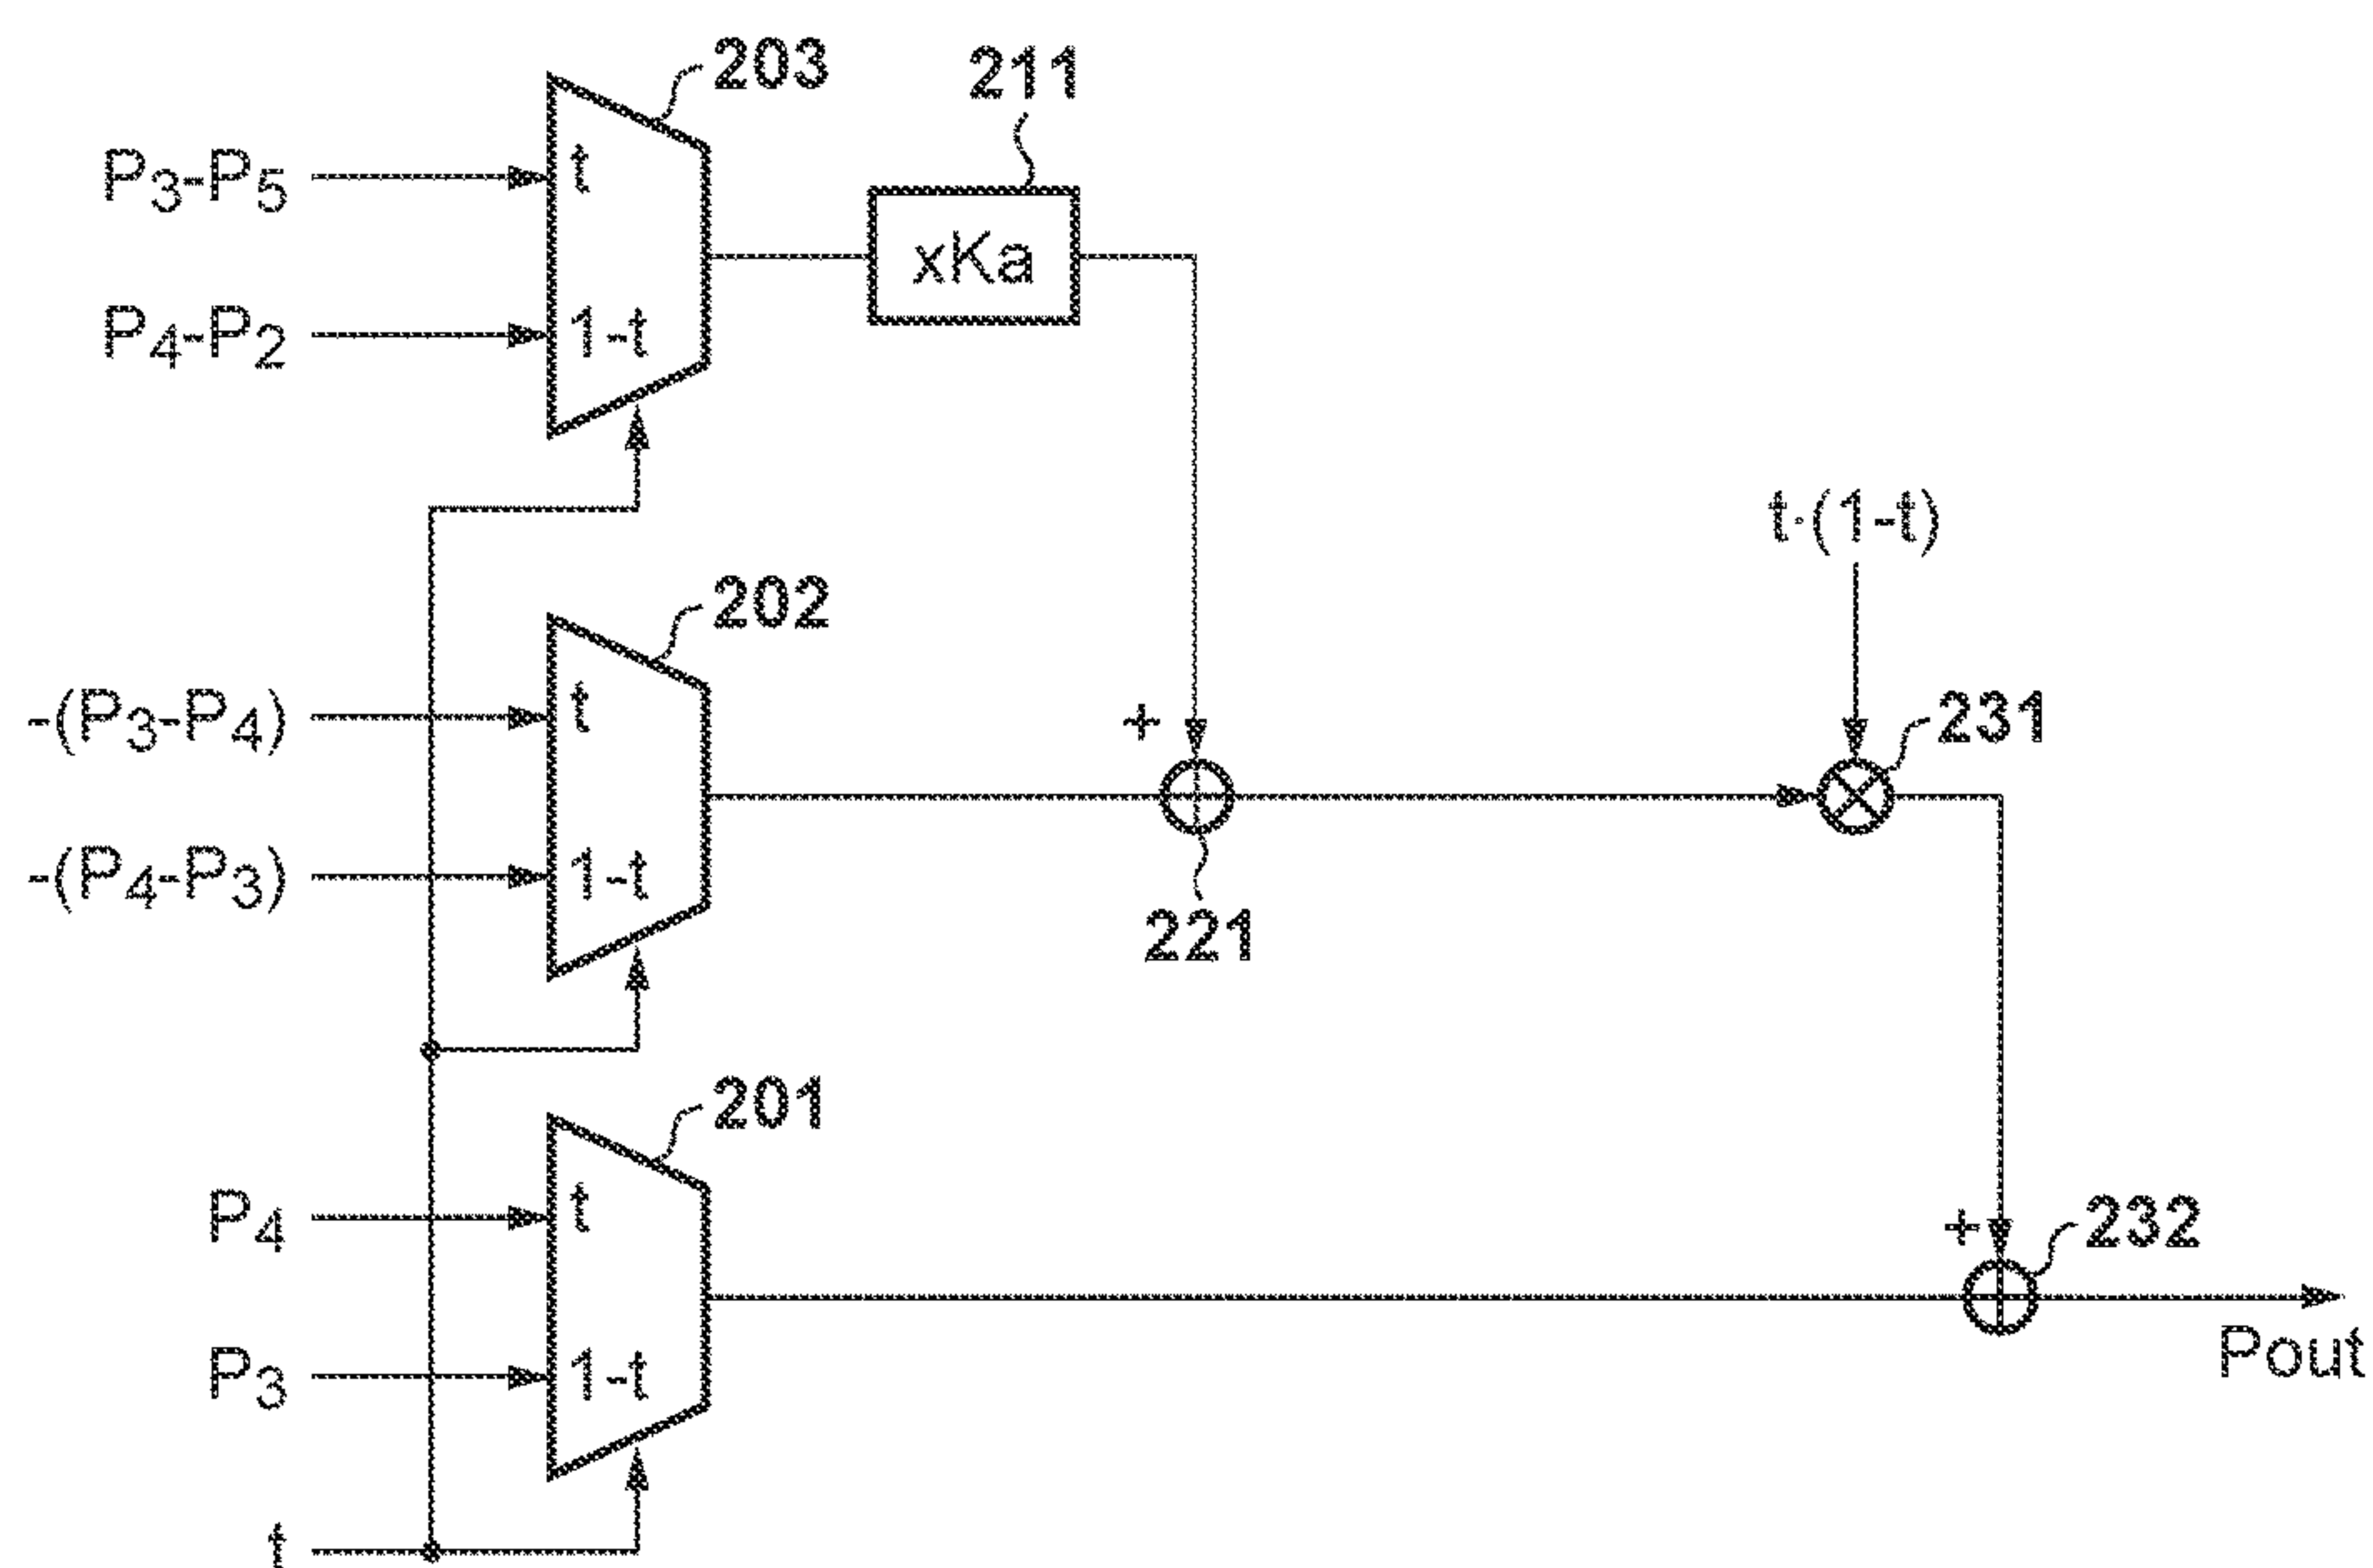 203
211
P3-P5
t
xKa
P4-P2
1-t
t·(1-t)
202
-(P3-P4)
t
+
231
-(P4-P3)
1-t
221
201
P4
t
+
232
P3
1-t
Pout
t